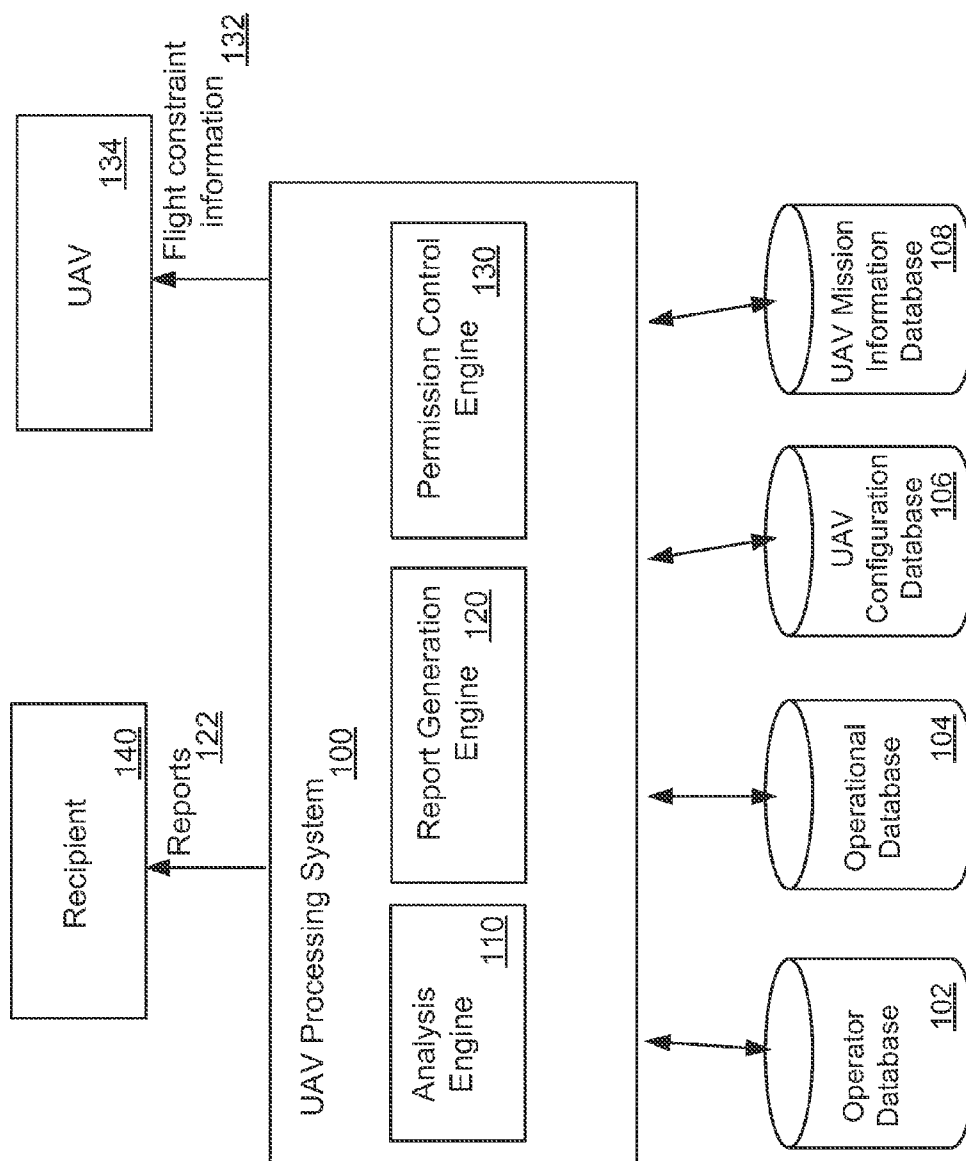 Recipient
140
Reports
122
UAV
134
Flight constraint
information
132
UAV Processing System
100
Analysis
Engine
110
Report Generation
Engine
120
Permission Control
Engine
130
Operator
Database
102
Operational
Database
104
UAV
Configuration
Database
106
UAV Mission
Information
Database
108